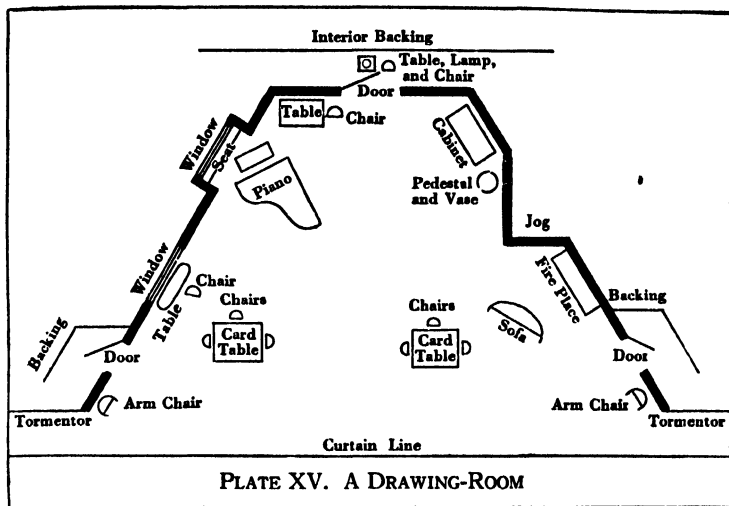 Interior Backing
Table, Lamp,
and Chair
Door
Table
Chair
Window
Seat
Cabinet
Piano
Pedestal
and Vase
Jog
Window
Chair
Table
Fire Place
Backing
Chairs
Card
Table
Chairs
Card
Table
Sofa
Backing
Door
Door
Arm Chair
Arm Chair
Tormentor
Tormentor
Curtain Line
PLATE XV. A DRAWING-ROOM